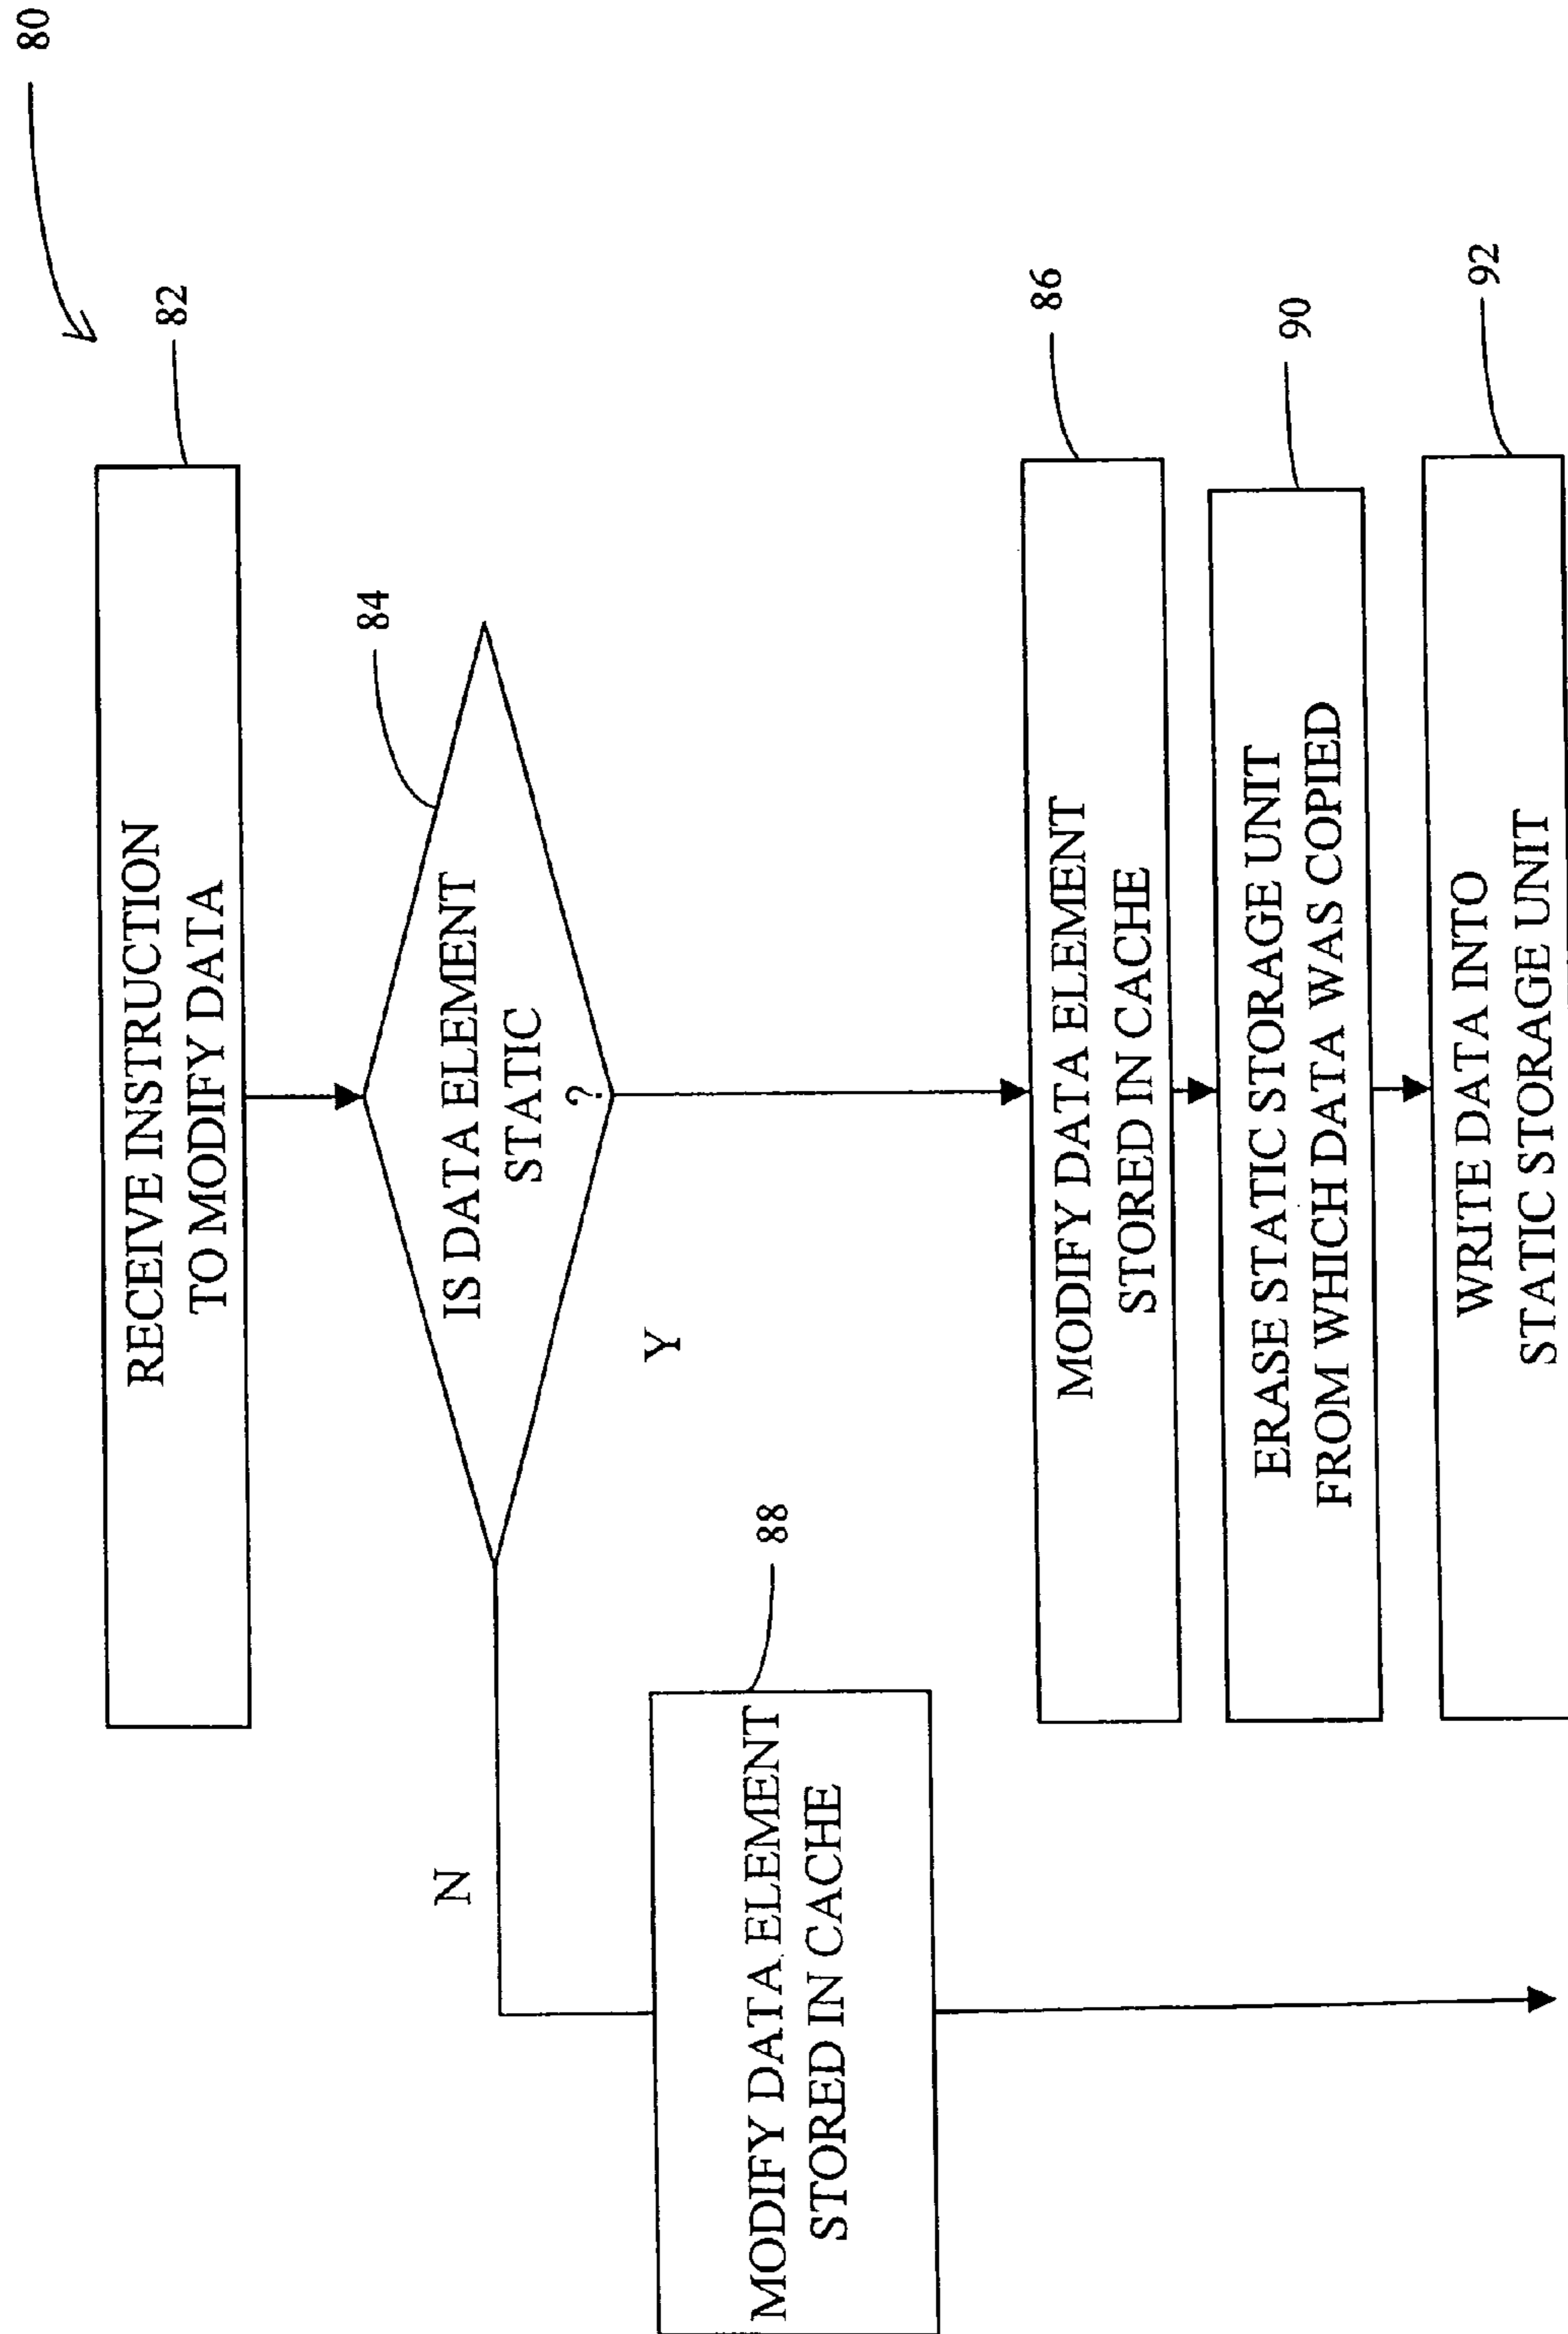 80
RECEIVE INSTRUCTION
TO MODIFY DATA
82
IS DATA ELEMENT
STATIC
?
84
N
Y
MODIFY DATA ELEMENT
STORED IN CACHE
88
MODIFY DATA ELEMENT
STORED IN CACHE
86
ERASE STATIC STORAGE UNIT
FROM WHICH DATA WAS COPIED
90
WRITE DATA INTO
STATIC STORAGE UNIT
92